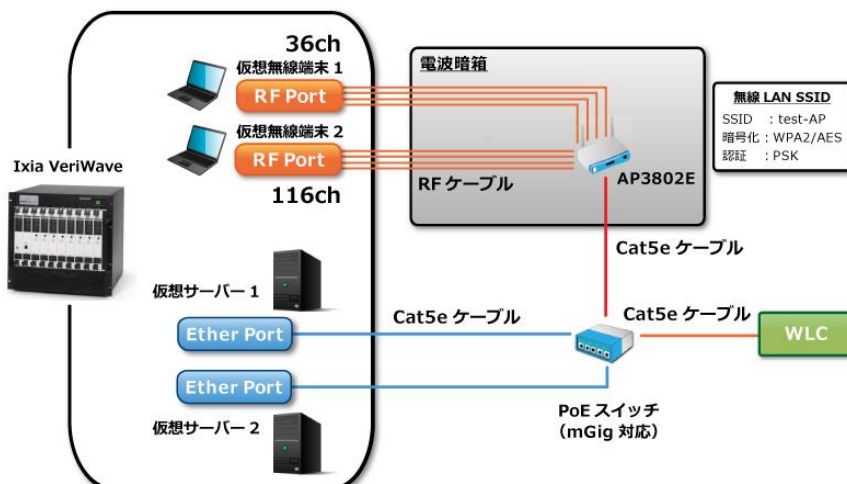 36ch
仮想無線端末 1
RF Port
仮想無線端末 2
RF Port
116ch
Ixia VeriWave
仮想サーバー 1
Ether Port
Ether Port
仮想サーバー 2
電波暗箱
RF ケーブル
AP3802E
無線 LAN SSID
SSID : test-AP
暗号化 : WPA2/AES
認証 : PSK
Cat5e ケーブル
Cat5e ケーブル
Cat5e ケーブル
WLC
PoE スイッチ
（mGig 対応）